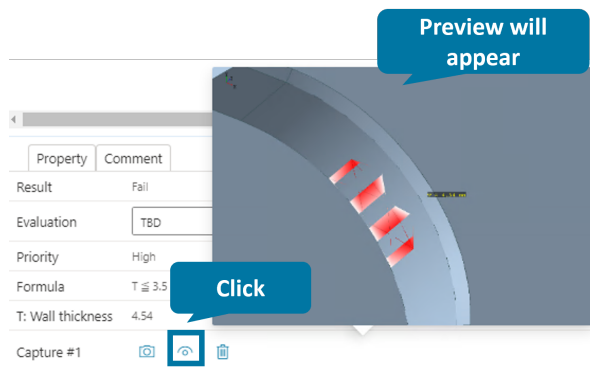 Preview will
appear
Property Comment
Result Fail
Evaluation TBD
Priority High
Formula T ≦ 3.5
Click
T: Wall thickness 4.54
Capture #1